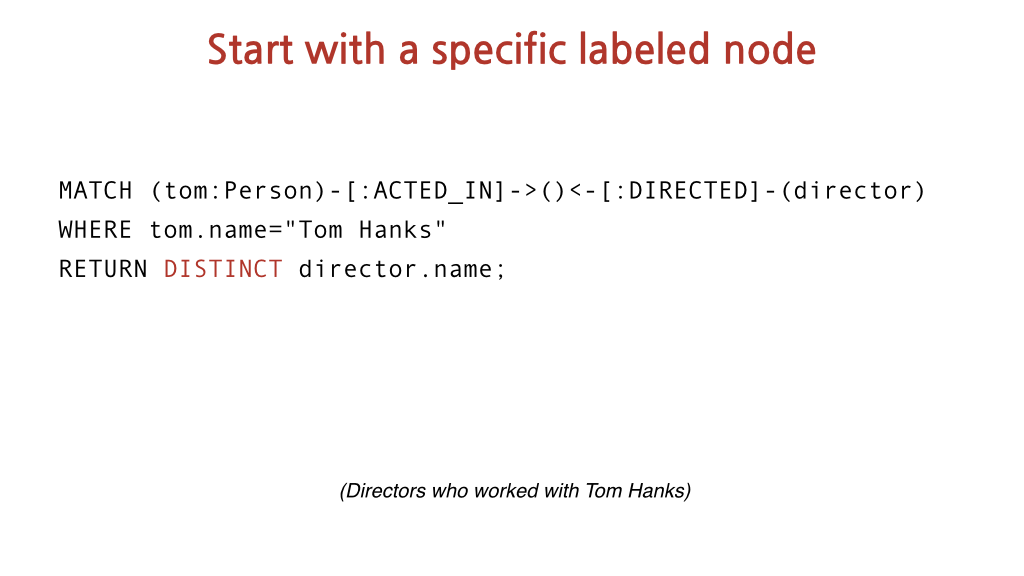 Start with a specific labeled node
MATCH (tom:Person)-[:ACTED_IN]->()<-[:DIRECTED]-(director)
WHERE tom.name="Tom Hanks"
RETURN DISTINCT director.name;
(Directors who worked with Tom Hanks)